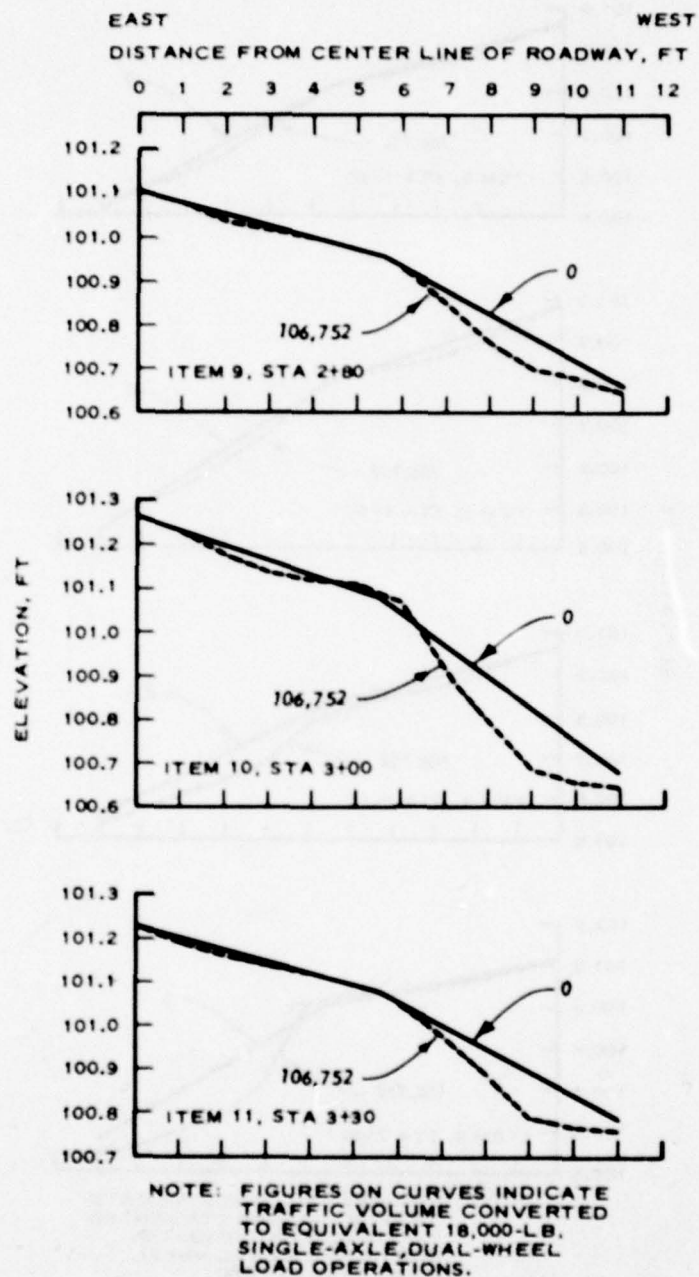 EAST WEST
DISTANCE FROM CENTER LINE OF ROADWAY, FT
0 1 2 3 4 5 6 7 8 9 10 11 12
101.2
101.1
101.0
100.9
100.8
100.7
100.6
0
106,752
ITEM 9, STA 2+80
ELEVATION, FT
101.3
101.2
101.1
101.0
100.9
100.8
100.7
100.6
0
106,752
ITEM 10, STA 3+00
101.3
101.2
101.1
101.0
100.9
100.8
100.7
0
106,752
ITEM 11, STA 3+30
NOTE: FIGURES ON CURVES INDICATE
TRAFFIC VOLUME CONVERTED
TO EQUIVALENT 18,000-LB.
SINGLE-AXLE,DUAL-WHEEL
LOAD OPERATIONS.